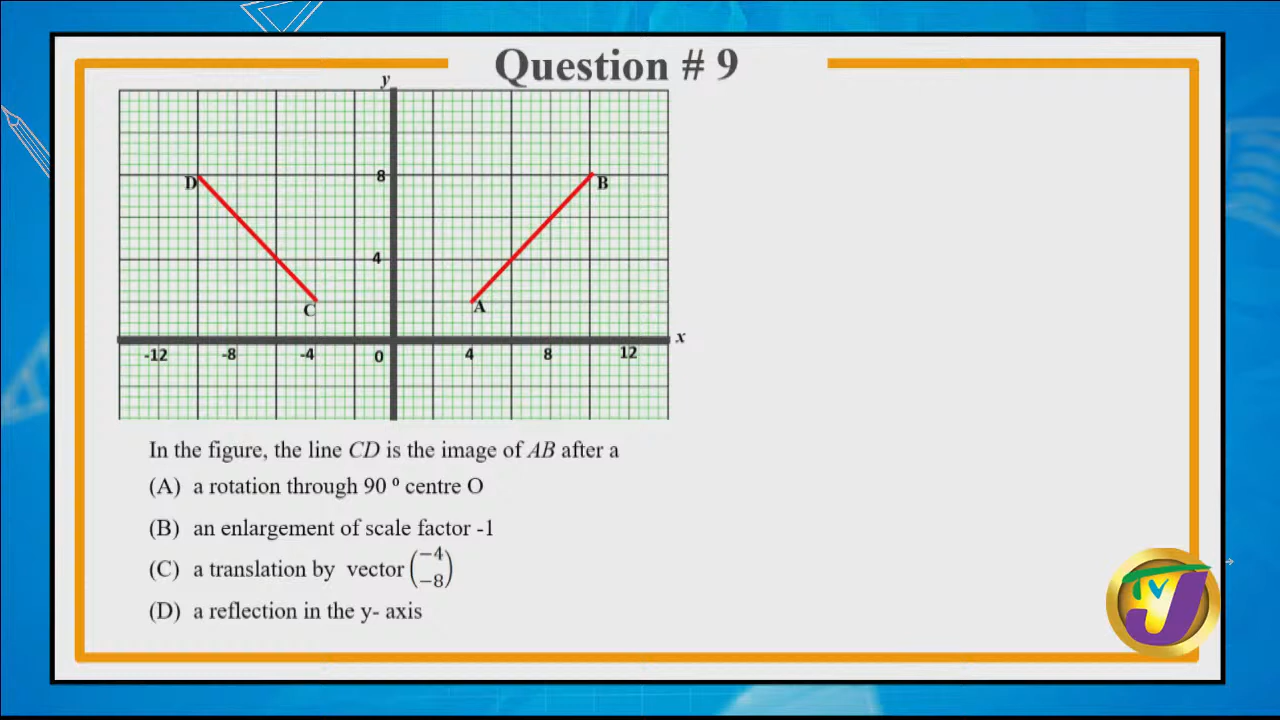 Question # 9
y
D
8
B
4
C
A
x
-12 -8 -4 0 4 8 12
In the figure, the line CD is the image of AB after a
(A) a rotation through 90 º centre O
(B) an enlargement of scale factor -1
(C) a translation by vector (−4 −8)
(D) a reflection in the y- axis
TVJ